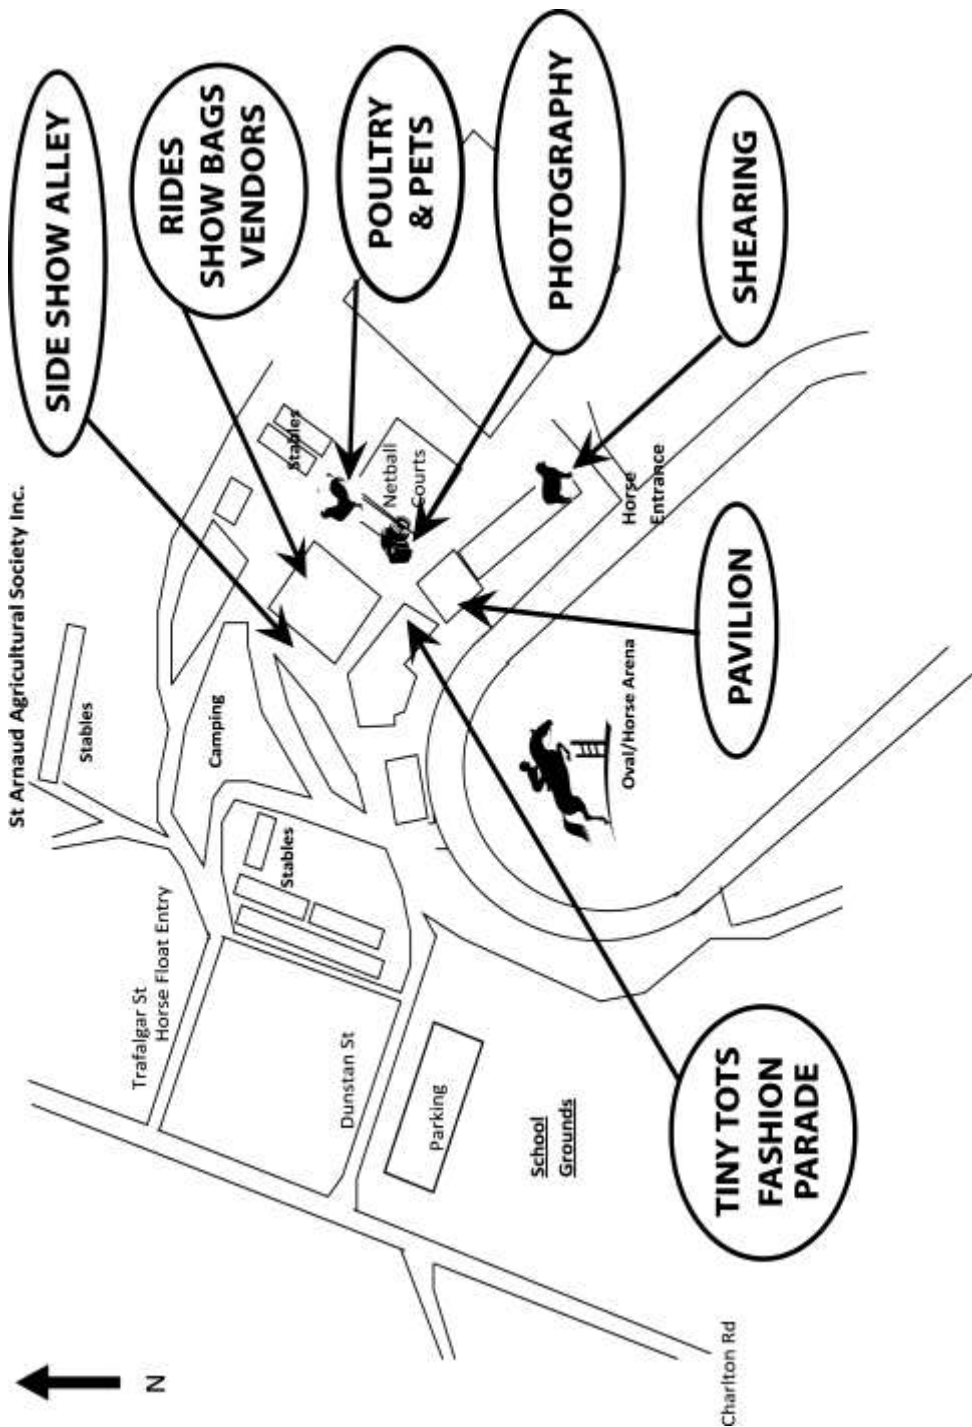 St Arnaud Agricultural Society Inc.
SIDE SHOW ALLEY
RIDES
SHOW BAGS
VENDORS
POULTRY
& PETS
PHOTOGRAPHY
SHEARING
PAVILION
TINY TOTS
FASHION
PARADE
N
Trafalgar St
Horse Float Entry
Stables
Camping
Stables
Stables
Netball
Courts
Horse
Entrance
Oval/Horse Arena
Dunstan St
Parking
School
Grounds
Charlton Rd